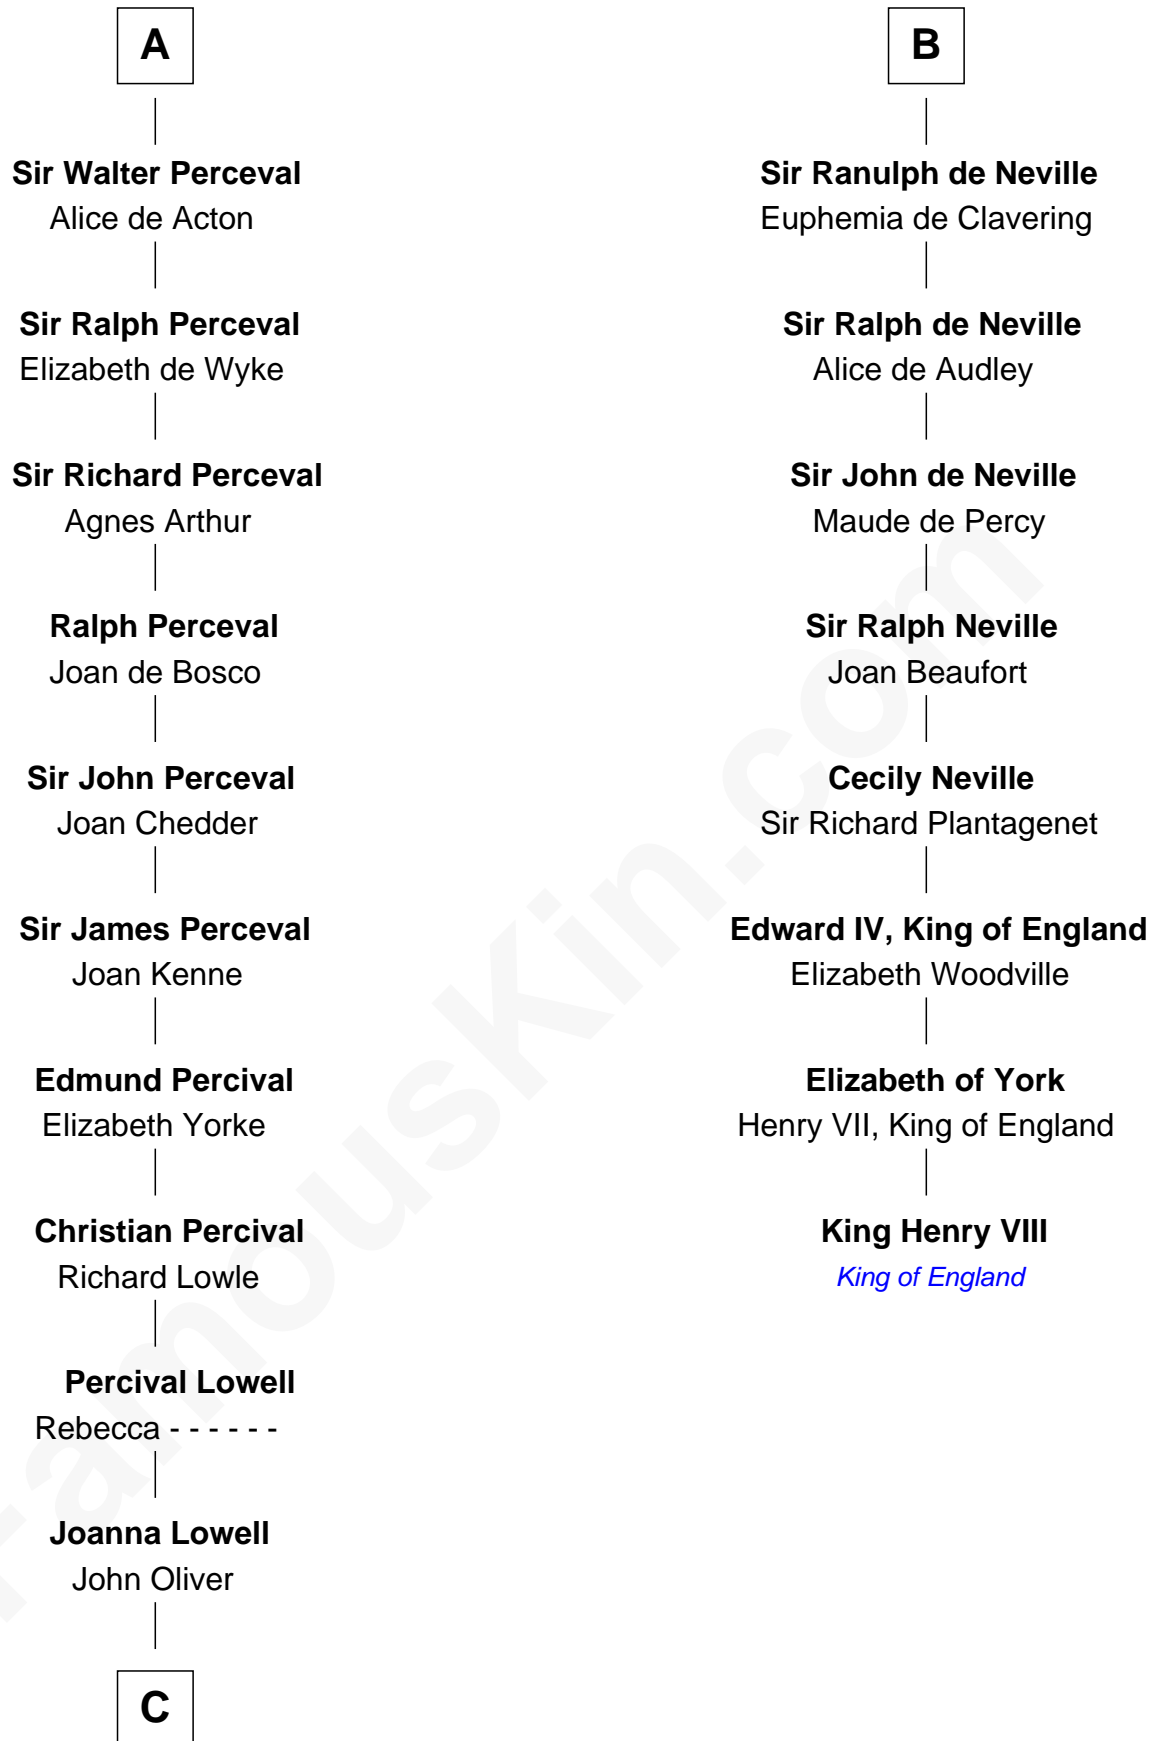 A
Sir Walter Perceval
Alice de Acton
Sir Ralph Perceval
Elizabeth de Wyke
Sir Richard Perceval
Agnes Arthur
Ralph Perceval
Joan de Bosco
Sir John Perceval
Joan Chedder
Sir James Perceval
Joan Kenne
Edmund Percival
Elizabeth Yorke
Christian Percival
Richard Lowle
Percival Lowell
Rebecca - - - - - -
Joanna Lowell
John Oliver
C
B
Sir Ranulph de Neville
Euphemia de Clavering
Sir Ralph de Neville
Alice de Audley
Sir John de Neville
Maude de Percy
Sir Ralph Neville
Joan Beaufort
Cecily Neville
Sir Richard Plantagenet
Edward IV, King of England
Elizabeth Woodville
Elizabeth of York
Henry VII, King of England
King Henry VIII
King of England
FamousKin.com